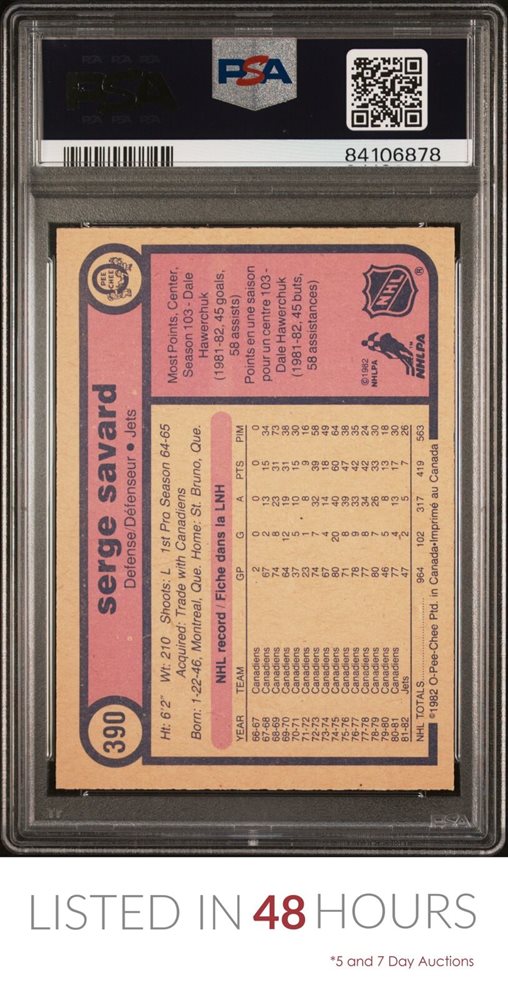 PSA
84106878
390
serge savard
Defense/Défenseur • Jets
O PEE CHEE
Ht: 6'2" Wt: 210 Shoots: L 1st Pro Season 64-65
Acquired: Trade with Canadiens
Born: 1-22-46, Montreal, Que. Home: St. Bruno, Que.
NHL record / Fiche dans la LNH
YEAR TEAM GP G A PTS PIM
66-67 Canadiens 2 0 0 0 0
67-68 Canadiens 67 2 13 15 34
68-69 Canadiens 74 8 23 31 73
69-70 Canadiens 64 12 19 31 38
70-71 Canadiens 37 5 10 15 30
71-72 Canadiens 23 1 8 9 16
72-73 Canadiens 74 7 32 39 58
73-74 Canadiens 67 4 14 18 49
74-75 Canadiens 80 20 40 60 64
75-76 Canadiens 71 8 39 47 38
76-77 Canadiens 78 9 33 42 35
77-78 Canadiens 77 8 34 42 24
78-79 Canadiens 80 7 26 33 30
79-80 Canadiens 46 5 8 13 18
80-81 Canadiens 77 4 13 17 30
81-82 Jets 47 2 5 7 26
NHL TOTALS 964 102 317 419 563
©1982 O-Pee-Chee Ptd. in Canada•Imprimé au Canada
Most Points, Center,
Season 103 - Dale
Hawerchuk
(1981-82, 45 goals,
58 assists)
Points en une saison
pour un centre 103 -
Dale Hawerchuk
(1981-82, 45 buts,
58 assistances)
©1982
NHLPA
NHLPA
™
NHL
®
PSA
LISTED IN 48 HOURS
*5 and 7 Day Auctions